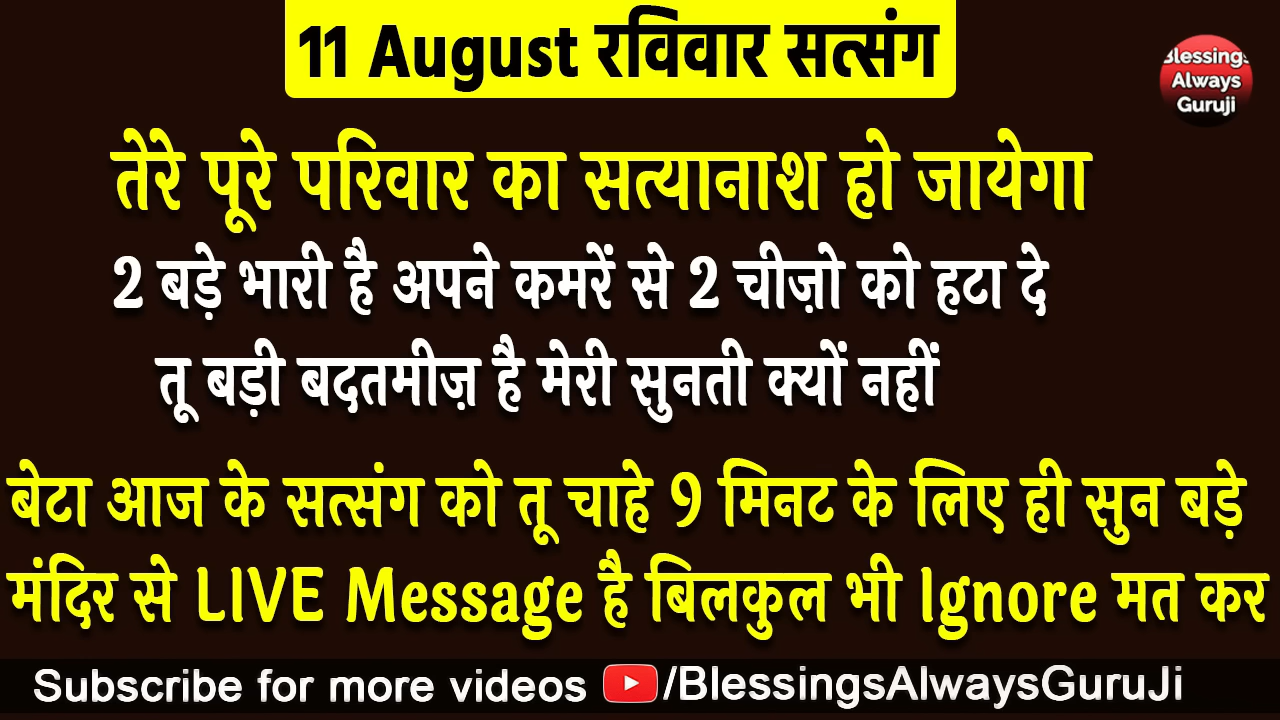 11 August रविवार सत्संग
Blessings
Always
Guruji
तेरे पूरे परिवार का सत्यानाश हो जायेगा
2 बड़े भारी है अपने कमरें से 2 चीज़ो को हटा दे
तू बड़ी बदतमीज़ है मेरी सुनती क्यों नहीं
बेटा आज के सत्संग को तू चाहे 9 मिनट के लिए ही सुन बड़े
मंदिर से LIVE Message है बिलकुल भी Ignore मत कर
Subscribe for more videos /BlessingsAlwaysGuruJi